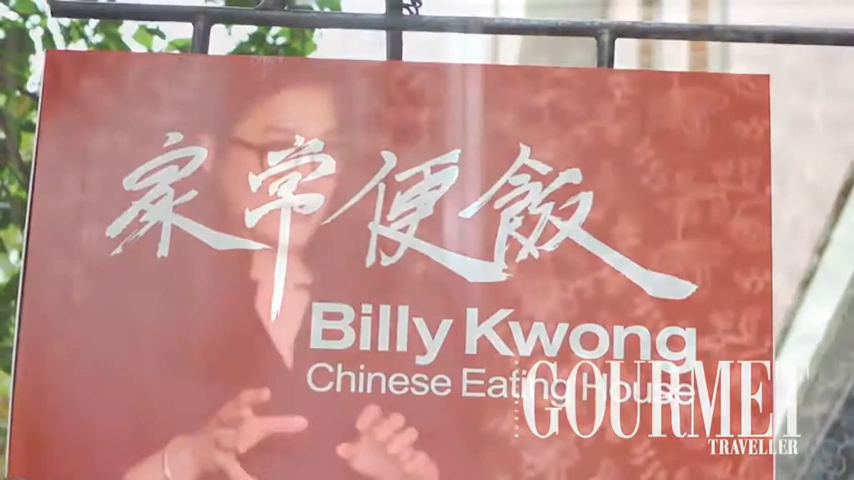 家常便飯
Billy Kwong
Chinese Eating House
GOURMET
TRAVELLER